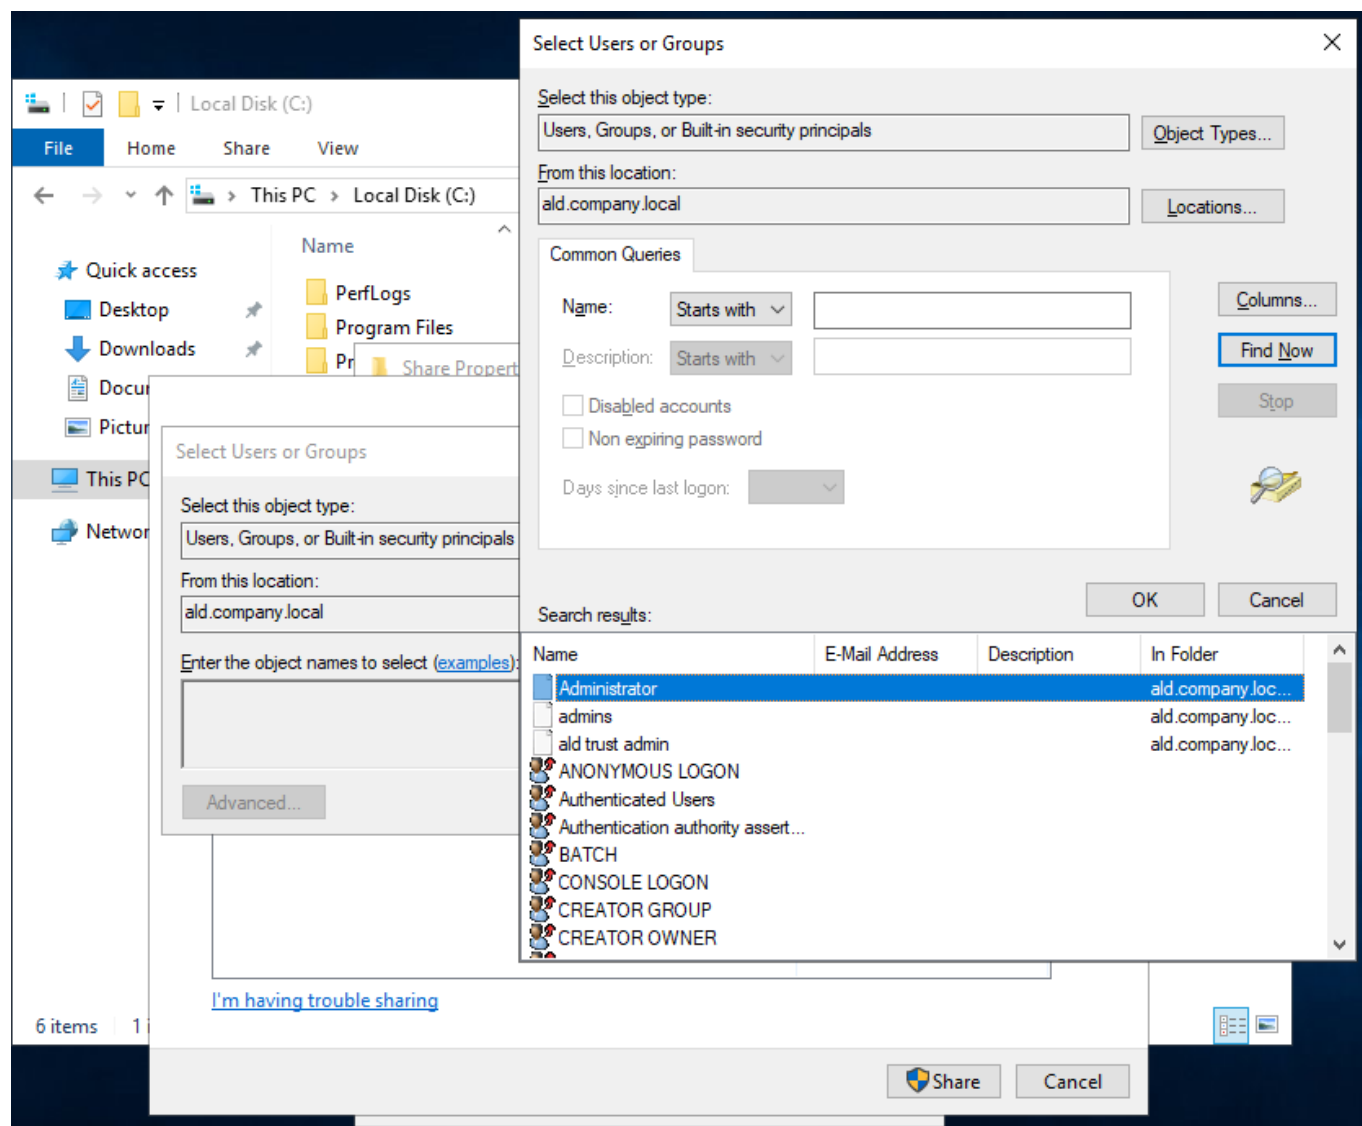 Local Disk (C:)
File
Home
Share
View
This PC > Local Disk (C:)
Name
Quick access
Desktop
Downloads
Docu
Pictur
This PC
Networ
PerfLogs
Program Files
Pr
Share Propert
Select Users or Groups
Select this object type:
Users, Groups, or Built-in security principals
From this location:
ald.company.local
Enter the object names to select (examples):
Advanced...
I'm having trouble sharing
6 items
1 i
Share
Cancel
Select Users or Groups
Select this object type:
Users, Groups, or Built-in security principals
Object Types...
From this location:
ald.company.local
Locations...
Common Queries
Name:
Starts with
Description:
Starts with
Disabled accounts
Non expiring password
Days since last logon:
Columns...
Find Now
Stop
OK
Cancel
Search results:
Name
E-Mail Address
Description
In Folder
Administrator
ald.company.loc...
admins
ald.company.loc...
ald trust admin
ald.company.loc...
ANONYMOUS LOGON
Authenticated Users
Authentication authority assert...
BATCH
CONSOLE LOGON
CREATOR GROUP
CREATOR OWNER